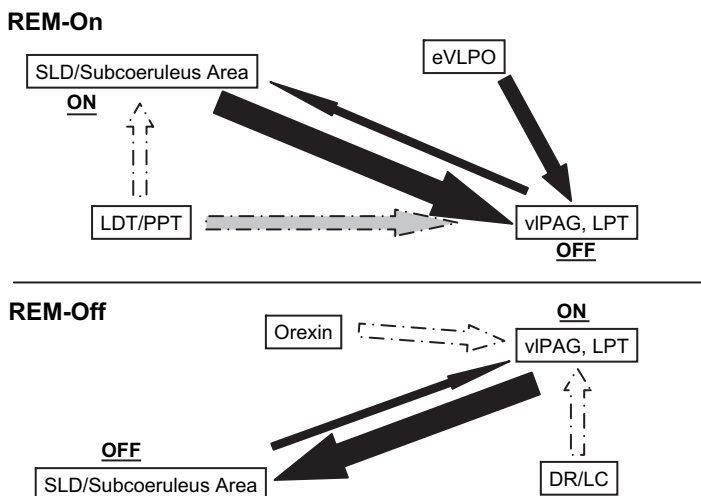 REM-On
SLD/Subcoeruleus Area
ON
eVLPO
LDT/PPT
vlPAG, LPT
OFF
REM-Off
Orexin
ON
vlPAG, LPT
OFF
SLD/Subcoeruleus Area
DR/LC